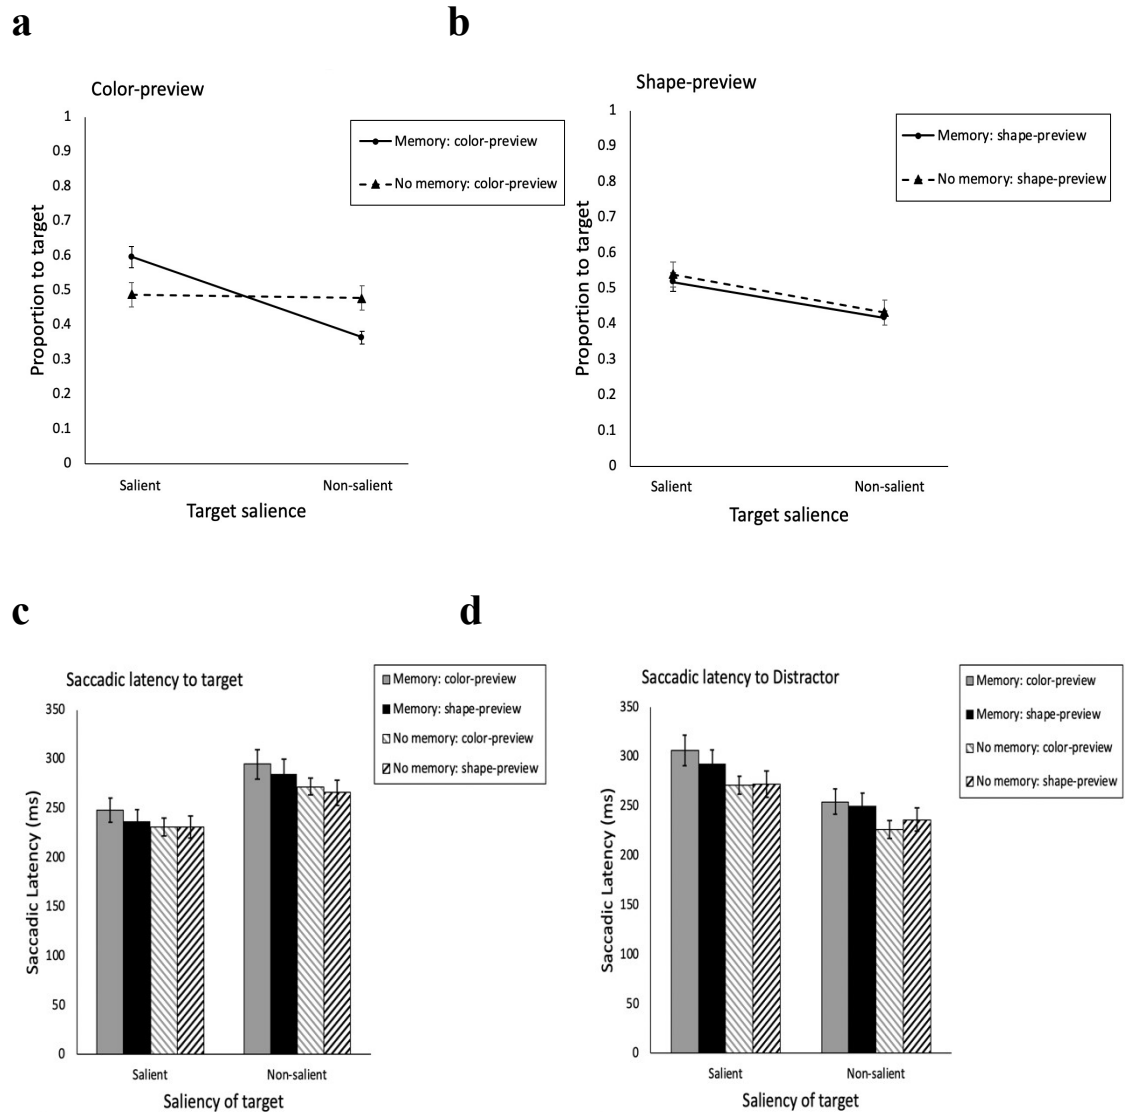 a
b
Color-preview
1
0.9
0.8
0.7
0.6
0.5
0.4
0.3
0.2
0.1
0
Proportion to target
Memory: color-preview
No memory: color-preview
Salient
Non-salient
Target salience
Shape-preview
1
0.9
0.8
0.7
0.6
0.5
0.4
0.3
0.2
0.1
0
Proportion to target
Memory: shape-preview
No memory: shape-preview
Salient
Non-salient
Target salience
c
d
Saccadic latency to target
350
300
250
200
150
100
50
0
Saccadic Latency (ms)
Memory: color-preview
Memory: shape-preview
No memory: color-preview
No memory: shape-preview
Salient
Non-salient
Saliency of target
Saccadic latency to Distractor
350
300
250
200
150
100
50
0
Saccadic Latency (ms)
Memory: color-preview
Memory: shape-preview
No memory: color-preview
No memory: shape-preview
Salient
Non-salient
Saliency of target